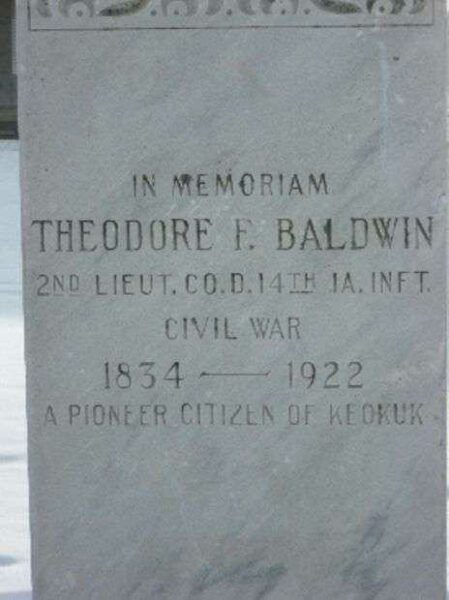 IN MEMORIAM
THEODORE F. BALDWIN
2ND LIEUT. CO. D. 14TH IA. INFT.
CIVIL WAR
1834 — 1922
A PIONEER CITIZEN OF KEOKUK